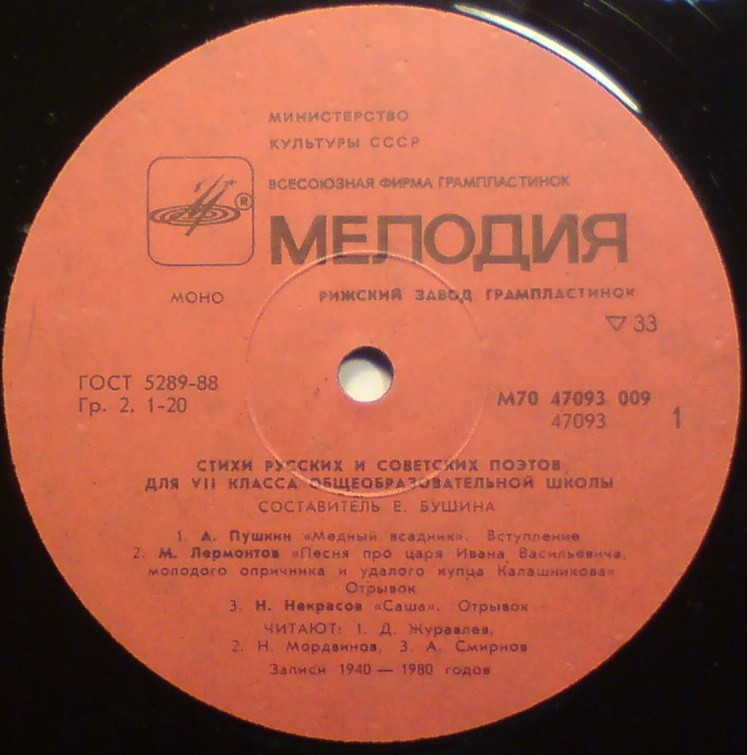 МИНИСТЕРСТВО
КУЛЬТУРЫ СССР
ВСЕСОЮЗНАЯ ФИРМА ГРАМПЛАСТИНОК
®
МЕЛОДИЯ
МОНО
РИЖСКИЙ ЗАВОД ГРАМПЛАСТИНОК
▽ 33
ГОСТ 5289-88
Гр. 2. 1-20
М70 47093 009
47093
1
СТИХИ РУССКИХ И СОВЕТСКИХ ПОЭТОВ
ДЛЯ VII КЛАССА ОБЩЕОБРАЗОВАТЕЛЬНОЙ ШКОЛЫ
СОСТАВИТЕЛЬ Е. БУШИНА
1. А. Пушкин «Медный всадник». Вступление
2. М. Лермонтов «Песня про царя Ивана Васильевича,
молодого опричника и удалого купца Калашникова»
Отрывок
3. Н. Некрасов «Саша». Отрывок
ЧИТАЮТ: 1. Д. Журавлев,
2. Н. Мордвинов, 3. А. Смирнов
Записи 1940 — 1980 годов